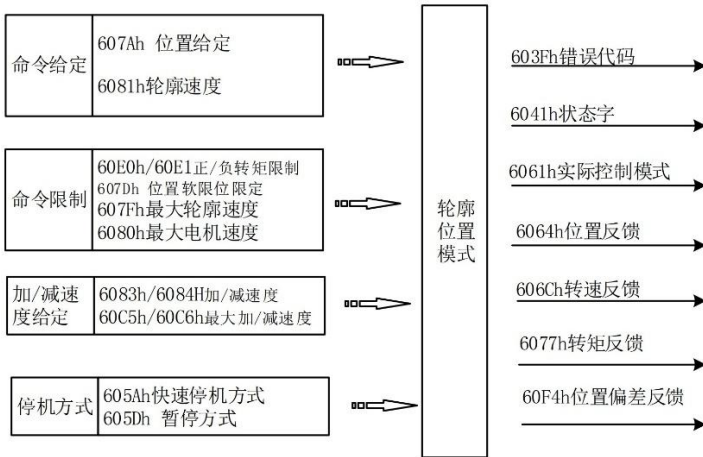 命令给定
607Ah 位置给定
6081h轮廓速度
命令限制
60E0h/60E1正/负转矩限制
607Dh 位置软限位限定
607Fh最大轮廓速度
6080h最大电机速度
加/减速
度给定
6083h/6084H加/减速度
60C5h/60C6h最大加/减速度
停机方式
605Ah快速停机方式
605Dh 暂停方式
轮廓
位置
模式
603Fh错误代码
6041h状态字
6061h实际控制模式
6064h位置反馈
606Ch转速反馈
6077h转矩反馈
60F4h位置偏差反馈